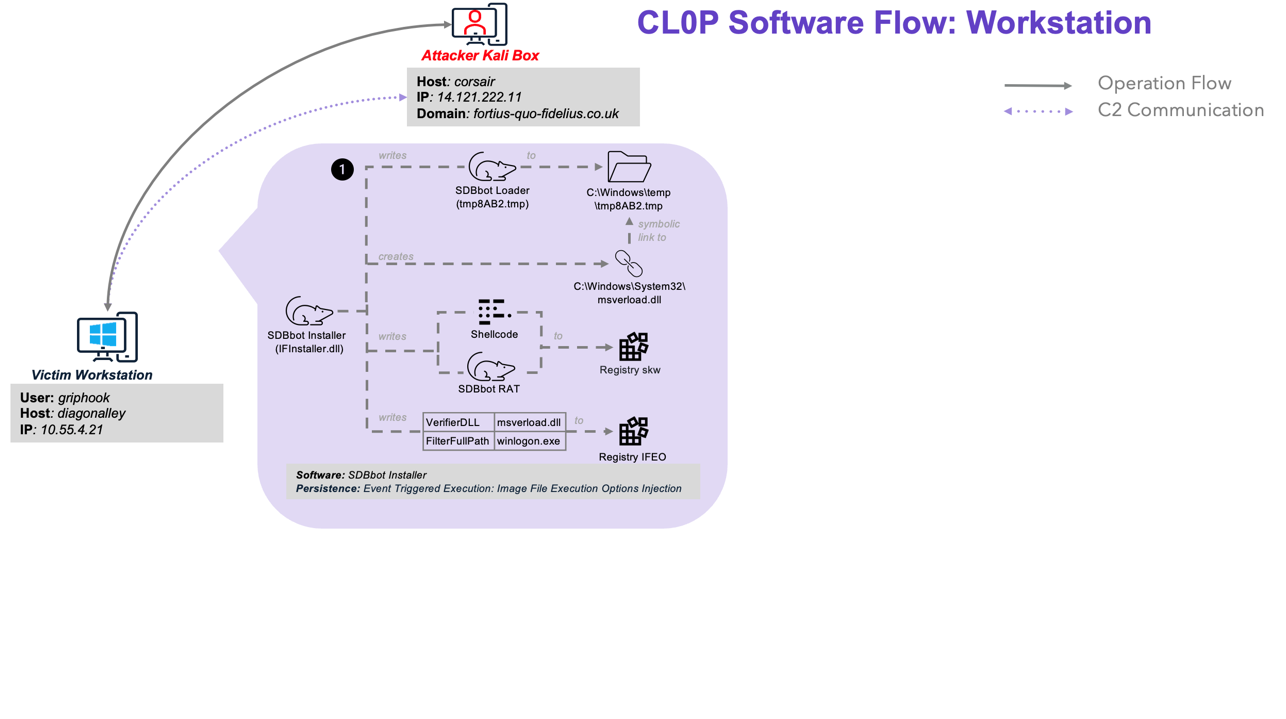 CL0P Software Flow: Workstation
Attacker Kali Box
Host: corsair
IP: 14.121.222.11
Domain: fortius-quo-fidelius.co.uk
Operation Flow
C2 Communication
1
writes
to
SDBbot Loader
(tmp8AB2.tmp)
C:\Windows\temp
\tmp8AB2.tmp
symbolic
link to
creates
C:\Windows\System32\
msverload.dll
SDBbot Installer
(IFInstaller.dll)
writes
Shellcode
to
SDBbot RAT
Registry skw
writes
VerifierDLL
msverload.dll
to
FilterFullPath
winlogon.exe
Registry IFEO
Software: SDBbot Installer
Persistence: Event Triggered Execution: Image File Execution Options Injection
Victim Workstation
User: griphook
Host: diagonalley
IP: 10.55.4.21